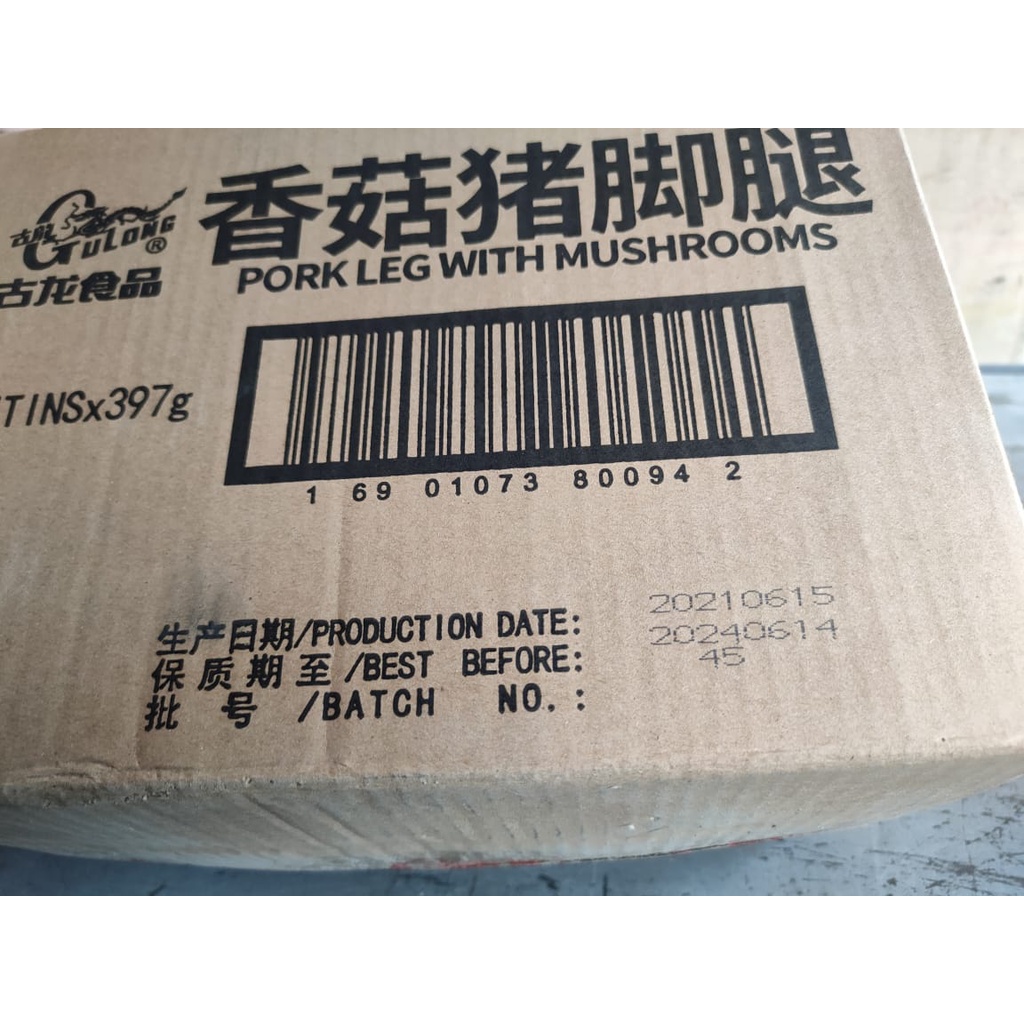 香菇猪脚腿
PORK LEG WITH MUSHROOMS
古龙
GULONG®
古龙食品
TINSx397g
1 69 01073 80094 2
生产日期/PRODUCTION DATE: 20210615
保质期至/BEST BEFORE: 20240614
批 号 /BATCH NO.: 45